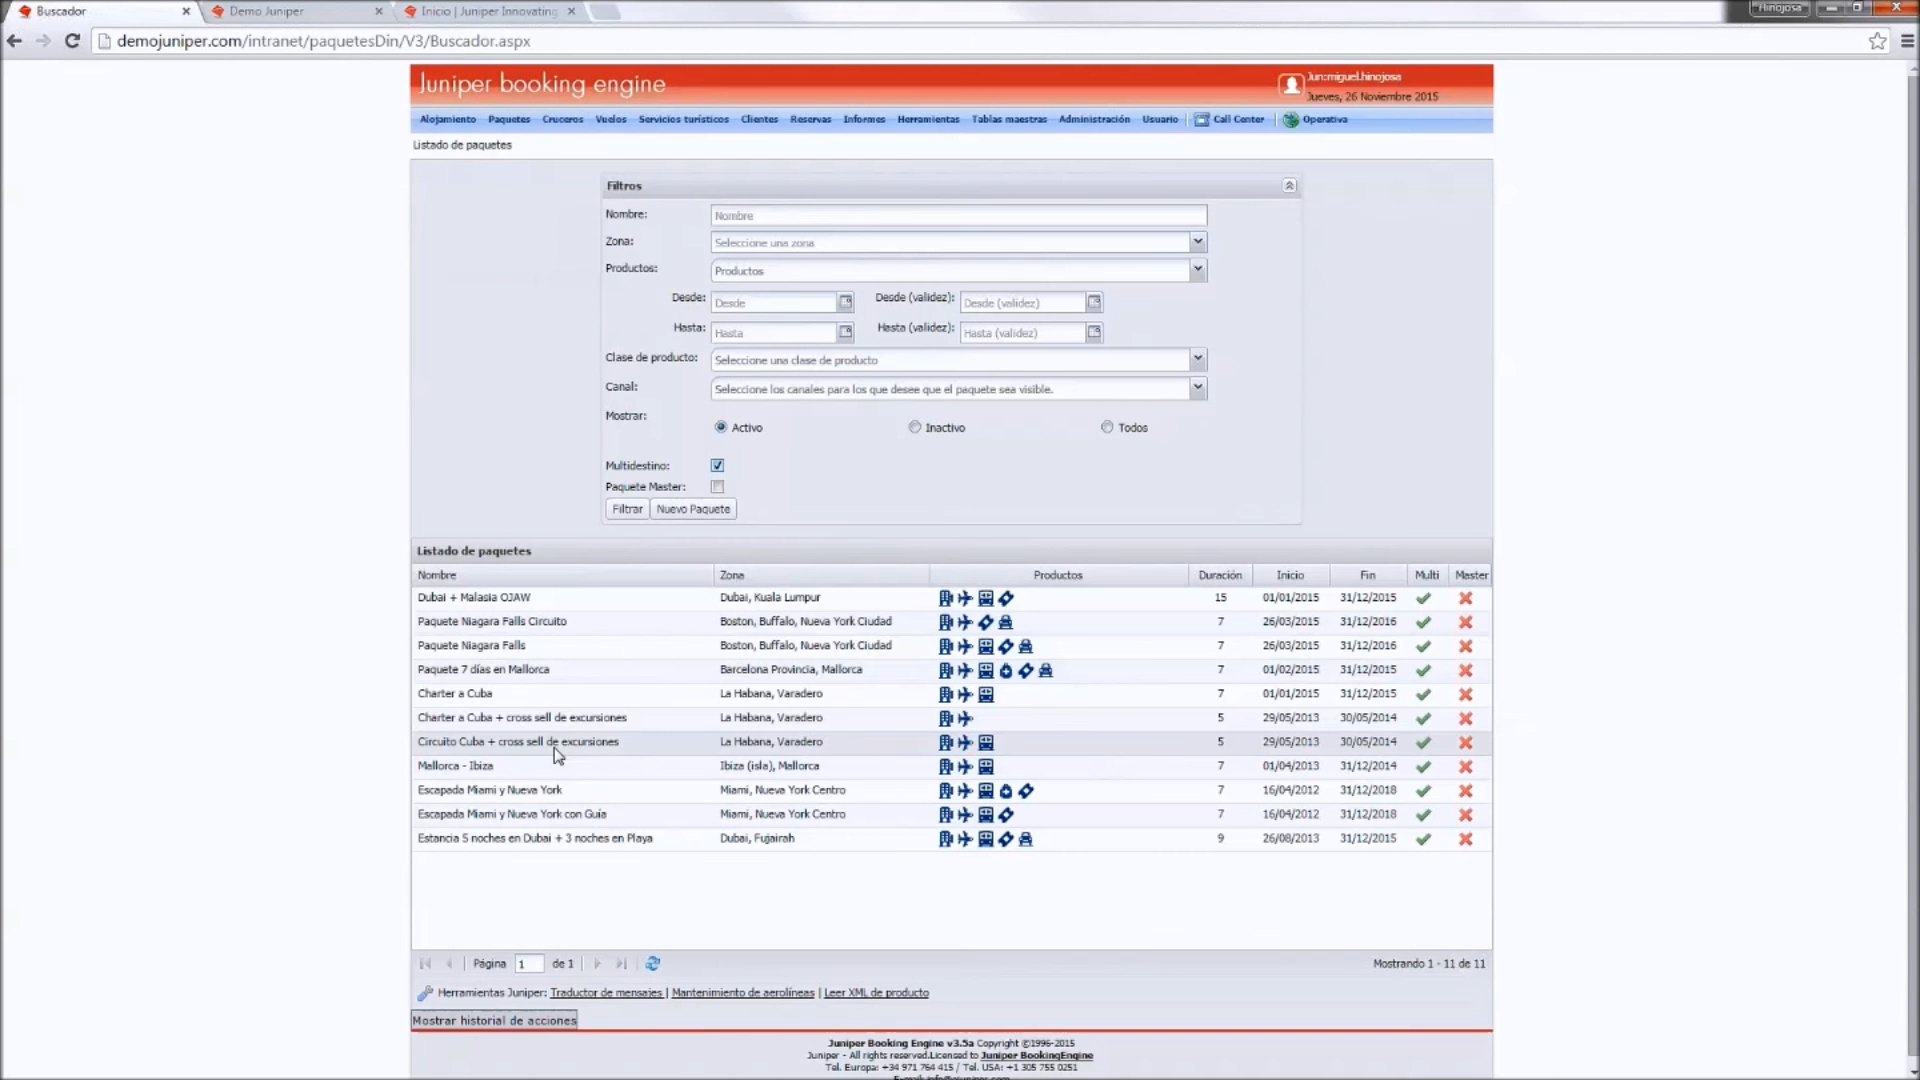 Buscador
Demo Juniper
Inicio | Juniper Innovating
Hinojosa
demojuniper.com/intranet/paquetesDin/V3/Buscador.aspx
Juniper booking engine
Jun:miguel.hinojosa
Jueves, 26 Noviembre 2015
Alojamiento Paquetes Cruceros Vuelos Servicios turísticos Clientes Reservas Informes Herramientas Tablas maestras Administración Usuario Call Center Operativa
Listado de paquetes
Filtros
Nombre: Nombre
Zona: Seleccione una zona
Productos: Productos
Desde: Desde Desde (validez): Desde (validez)
Hasta: Hasta Hasta (validez): Hasta (validez)
Clase de producto: Seleccione una clase de producto
Canal: Seleccione los canales para los que desee que el paquete sea visible.
Mostrar:
Activo Inactivo Todos
Multidestino:
Paquete Master:
Filtrar Nuevo Paquete
Listado de paquetes
Nombre Zona Productos Duración Inicio Fin Multi Master
Dubai + Malasia OJAW Dubai, Kuala Lumpur 15 01/01/2015 31/12/2015
Paquete Niagara Falls Circuito Boston, Buffalo, Nueva York Ciudad 7 26/03/2015 31/12/2016
Paquete Niagara Falls Boston, Buffalo, Nueva York Ciudad 7 26/03/2015 31/12/2016
Paquete 7 días en Mallorca Barcelona Provincia, Mallorca 7 01/02/2015 31/12/2015
Charter a Cuba La Habana, Varadero 7 01/01/2015 31/12/2015
Charter a Cuba + cross sell de excursiones La Habana, Varadero 5 29/05/2013 30/05/2014
Circuito Cuba + cross sell de excursiones La Habana, Varadero 5 29/05/2013 30/05/2014
Mallorca - Ibiza Ibiza (isla), Mallorca 7 01/04/2013 31/12/2014
Escapada Miami y Nueva York Miami, Nueva York Centro 7 16/04/2012 31/12/2018
Escapada Miami y Nueva York con Guía Miami, Nueva York Centro 7 16/04/2012 31/12/2018
Estancia 5 noches en Dubai + 3 noches en Playa Dubai, Fujairah 9 26/08/2013 31/12/2015
Página 1 de 1 Mostrando 1 - 11 de 11
Herramientas Juniper: Traductor de mensajes | Mantenimiento de aerolíneas | Leer XML de producto
Mostrar historial de acciones
Juniper Booking Engine v3.5a Copyright ©1996-2015
Juniper - All rights reserved.Licensed to Juniper BookingEngine
Tel. Europa: +34 971 764 415 / Tel. USA: +1 305 755 0251